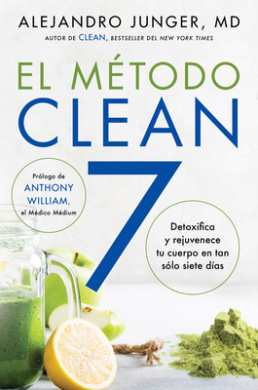 ALEJANDRO JUNGER, MD
AUTOR DE CLEAN, BESTSELLER DEL NEW YORK TIMES
EL MÉTODO
CLEAN
7
Prólogo de
ANTHONY
WILLIAM,
el Médico Médium
Detoxifica
y rejuvenece
tu cuerpo en tan
sólo siete días